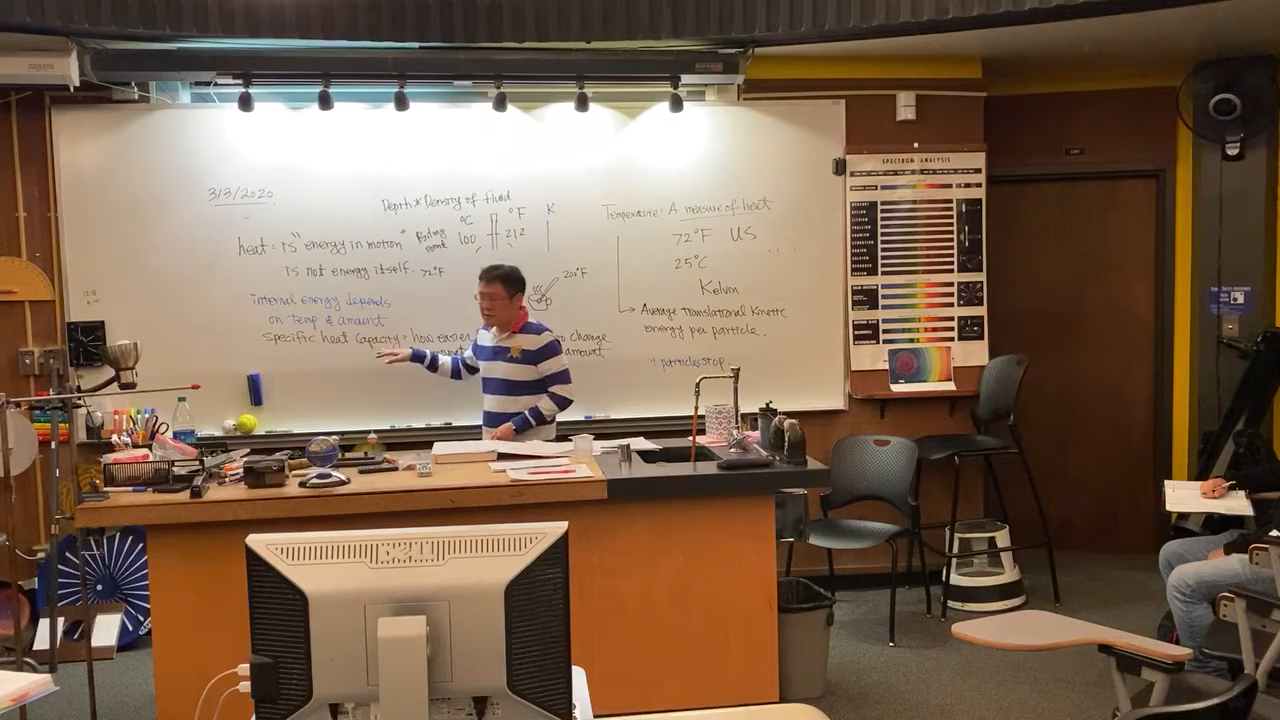 3/3/2020
Depth * Density of fluid
°C °F K
Boiling point 100 212
heat: is "energy in motion"
is not energy itself. 72°F
200°F
internal energy depends
on temp & amount
Specific heat capacity = how easier to change
amount.
Temperature: A measure of heat
72°F US
25°C
Kelvin
Average Translational Kinetic
energy per particle.
particles stop.
SPECTRUM ANALYSIS